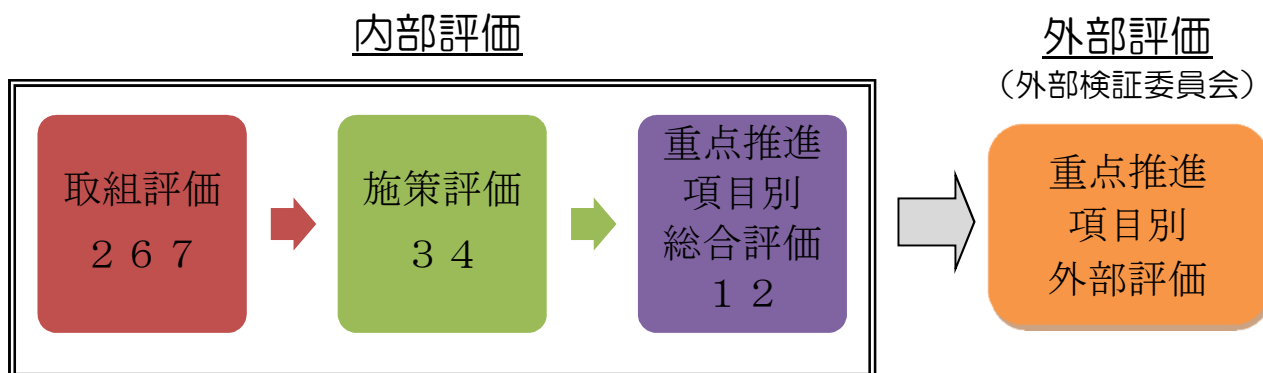 内部評価
取組評価
２６７
施策評価
３４
重点推進
項目別
総合評価
１２
外部評価
（外部検証委員会）
重点推進
項目別
外部評価